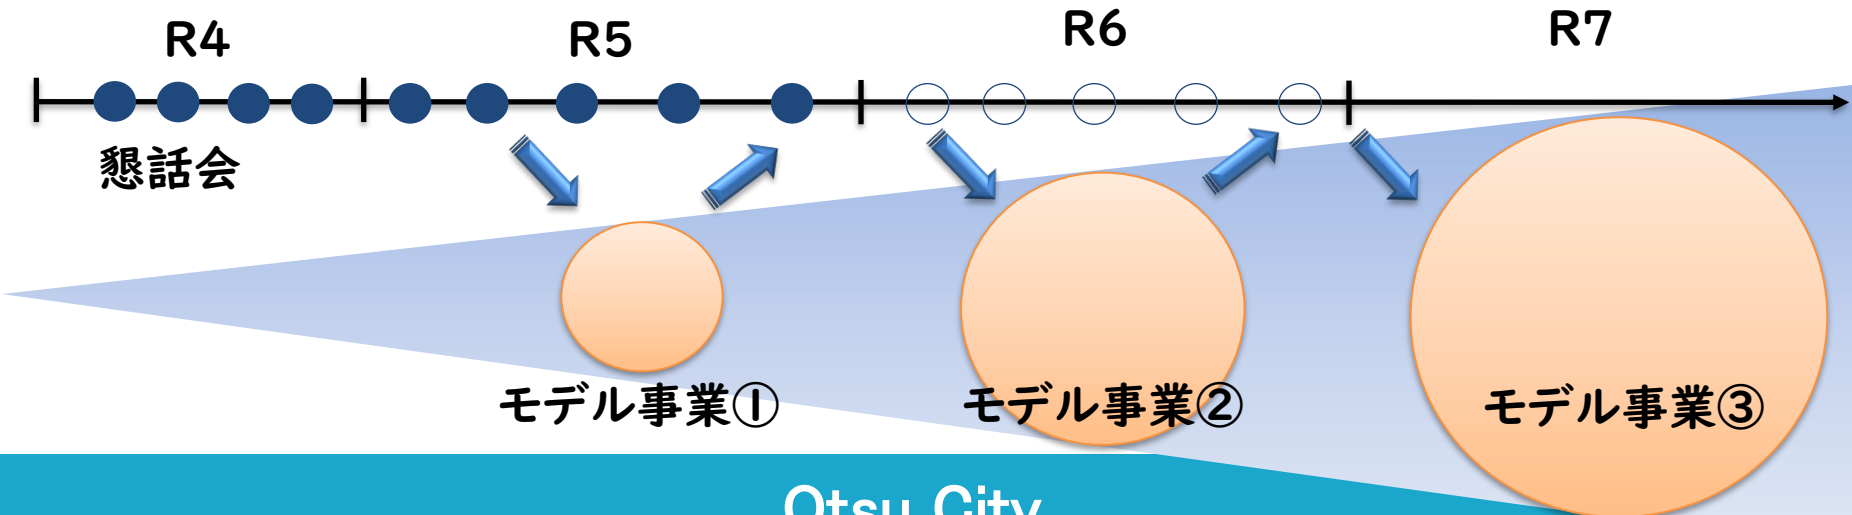 R4
R5
R6
R7
懇話会
モデル事業①
モデル事業②
モデル事業③
Otsu City